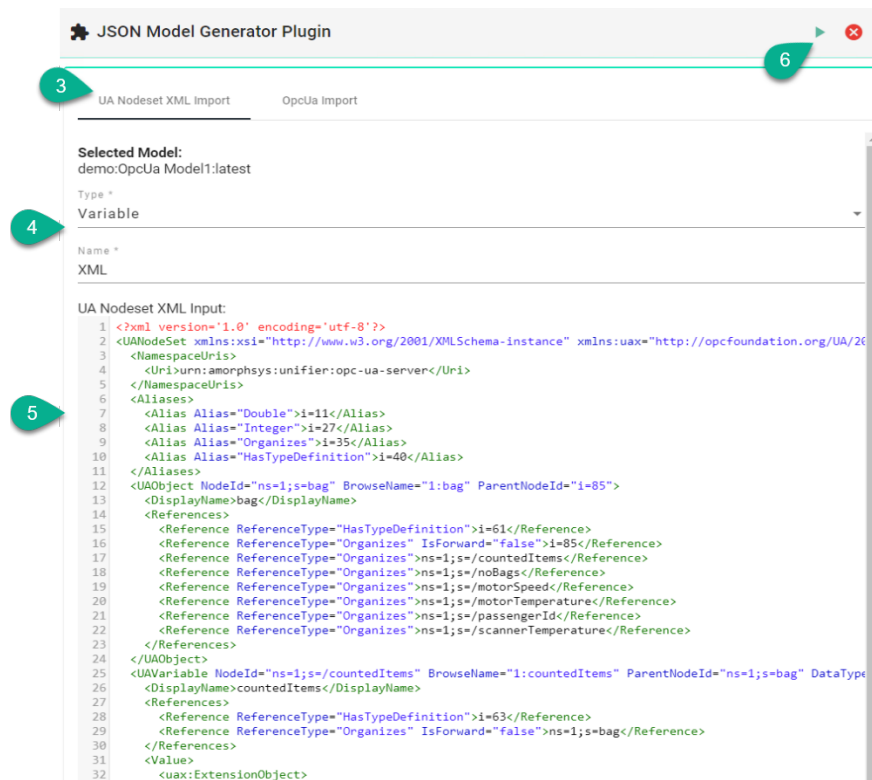 JSON Model Generator Plugin
6
3
UA Nodeset XML Import OpcUa Import
Selected Model:
demo:OpcUa Model1:latest
Type *
Variable
4
Name *
XML
UA Nodeset XML Input:
1 <?xml version='1.0' encoding='utf-8'?>
2 <UANodeSet xmlns:xsi="http://www.w3.org/2001/XMLSchema-instance" xmlns:uax="http://opcfoundation.org/UA/20
3 <NamespaceUris>
4 <Uri>urn:amorphsys:unifier:opc-ua-server</Uri>
5 </NamespaceUris>
6 <Aliases>
5
7 <Alias Alias="Double">i=11</Alias>
8 <Alias Alias="Integer">i=27</Alias>
9 <Alias Alias="Organizes">i=35</Alias>
10 <Alias Alias="HasTypeDefinition">i=40</Alias>
11 </Aliases>
12 <UAObject NodeId="ns=1;s=bag" BrowseName="1:bag" ParentNodeId="i=85">
13 <DisplayName>bag</DisplayName>
14 <References>
15 <Reference ReferenceType="HasTypeDefinition">i=61</Reference>
16 <Reference ReferenceType="Organizes" IsForward="false">i=85</Reference>
17 <Reference ReferenceType="Organizes">ns=1;s=/countedItems</Reference>
18 <Reference ReferenceType="Organizes">ns=1;s=/noBags</Reference>
19 <Reference ReferenceType="Organizes">ns=1;s=/motorSpeed</Reference>
20 <Reference ReferenceType="Organizes">ns=1;s=/motorTemperature</Reference>
21 <Reference ReferenceType="Organizes">ns=1;s=/passengerId</Reference>
22 <Reference ReferenceType="Organizes">ns=1;s=/scannerTemperature</Reference>
23 </References>
24 </UAObject>
25 <UAVariable NodeId="ns=1;s=/countedItems" BrowseName="1:countedItems" ParentNodeId="ns=1;s=bag" DataType
26 <DisplayName>countedItems</DisplayName>
27 <References>
28 <Reference ReferenceType="HasTypeDefinition">i=63</Reference>
29 <Reference ReferenceType="Organizes" IsForward="false">ns=1;s=bag</Reference>
30 </References>
31 <Value>
32 <uax:ExtensionObject>